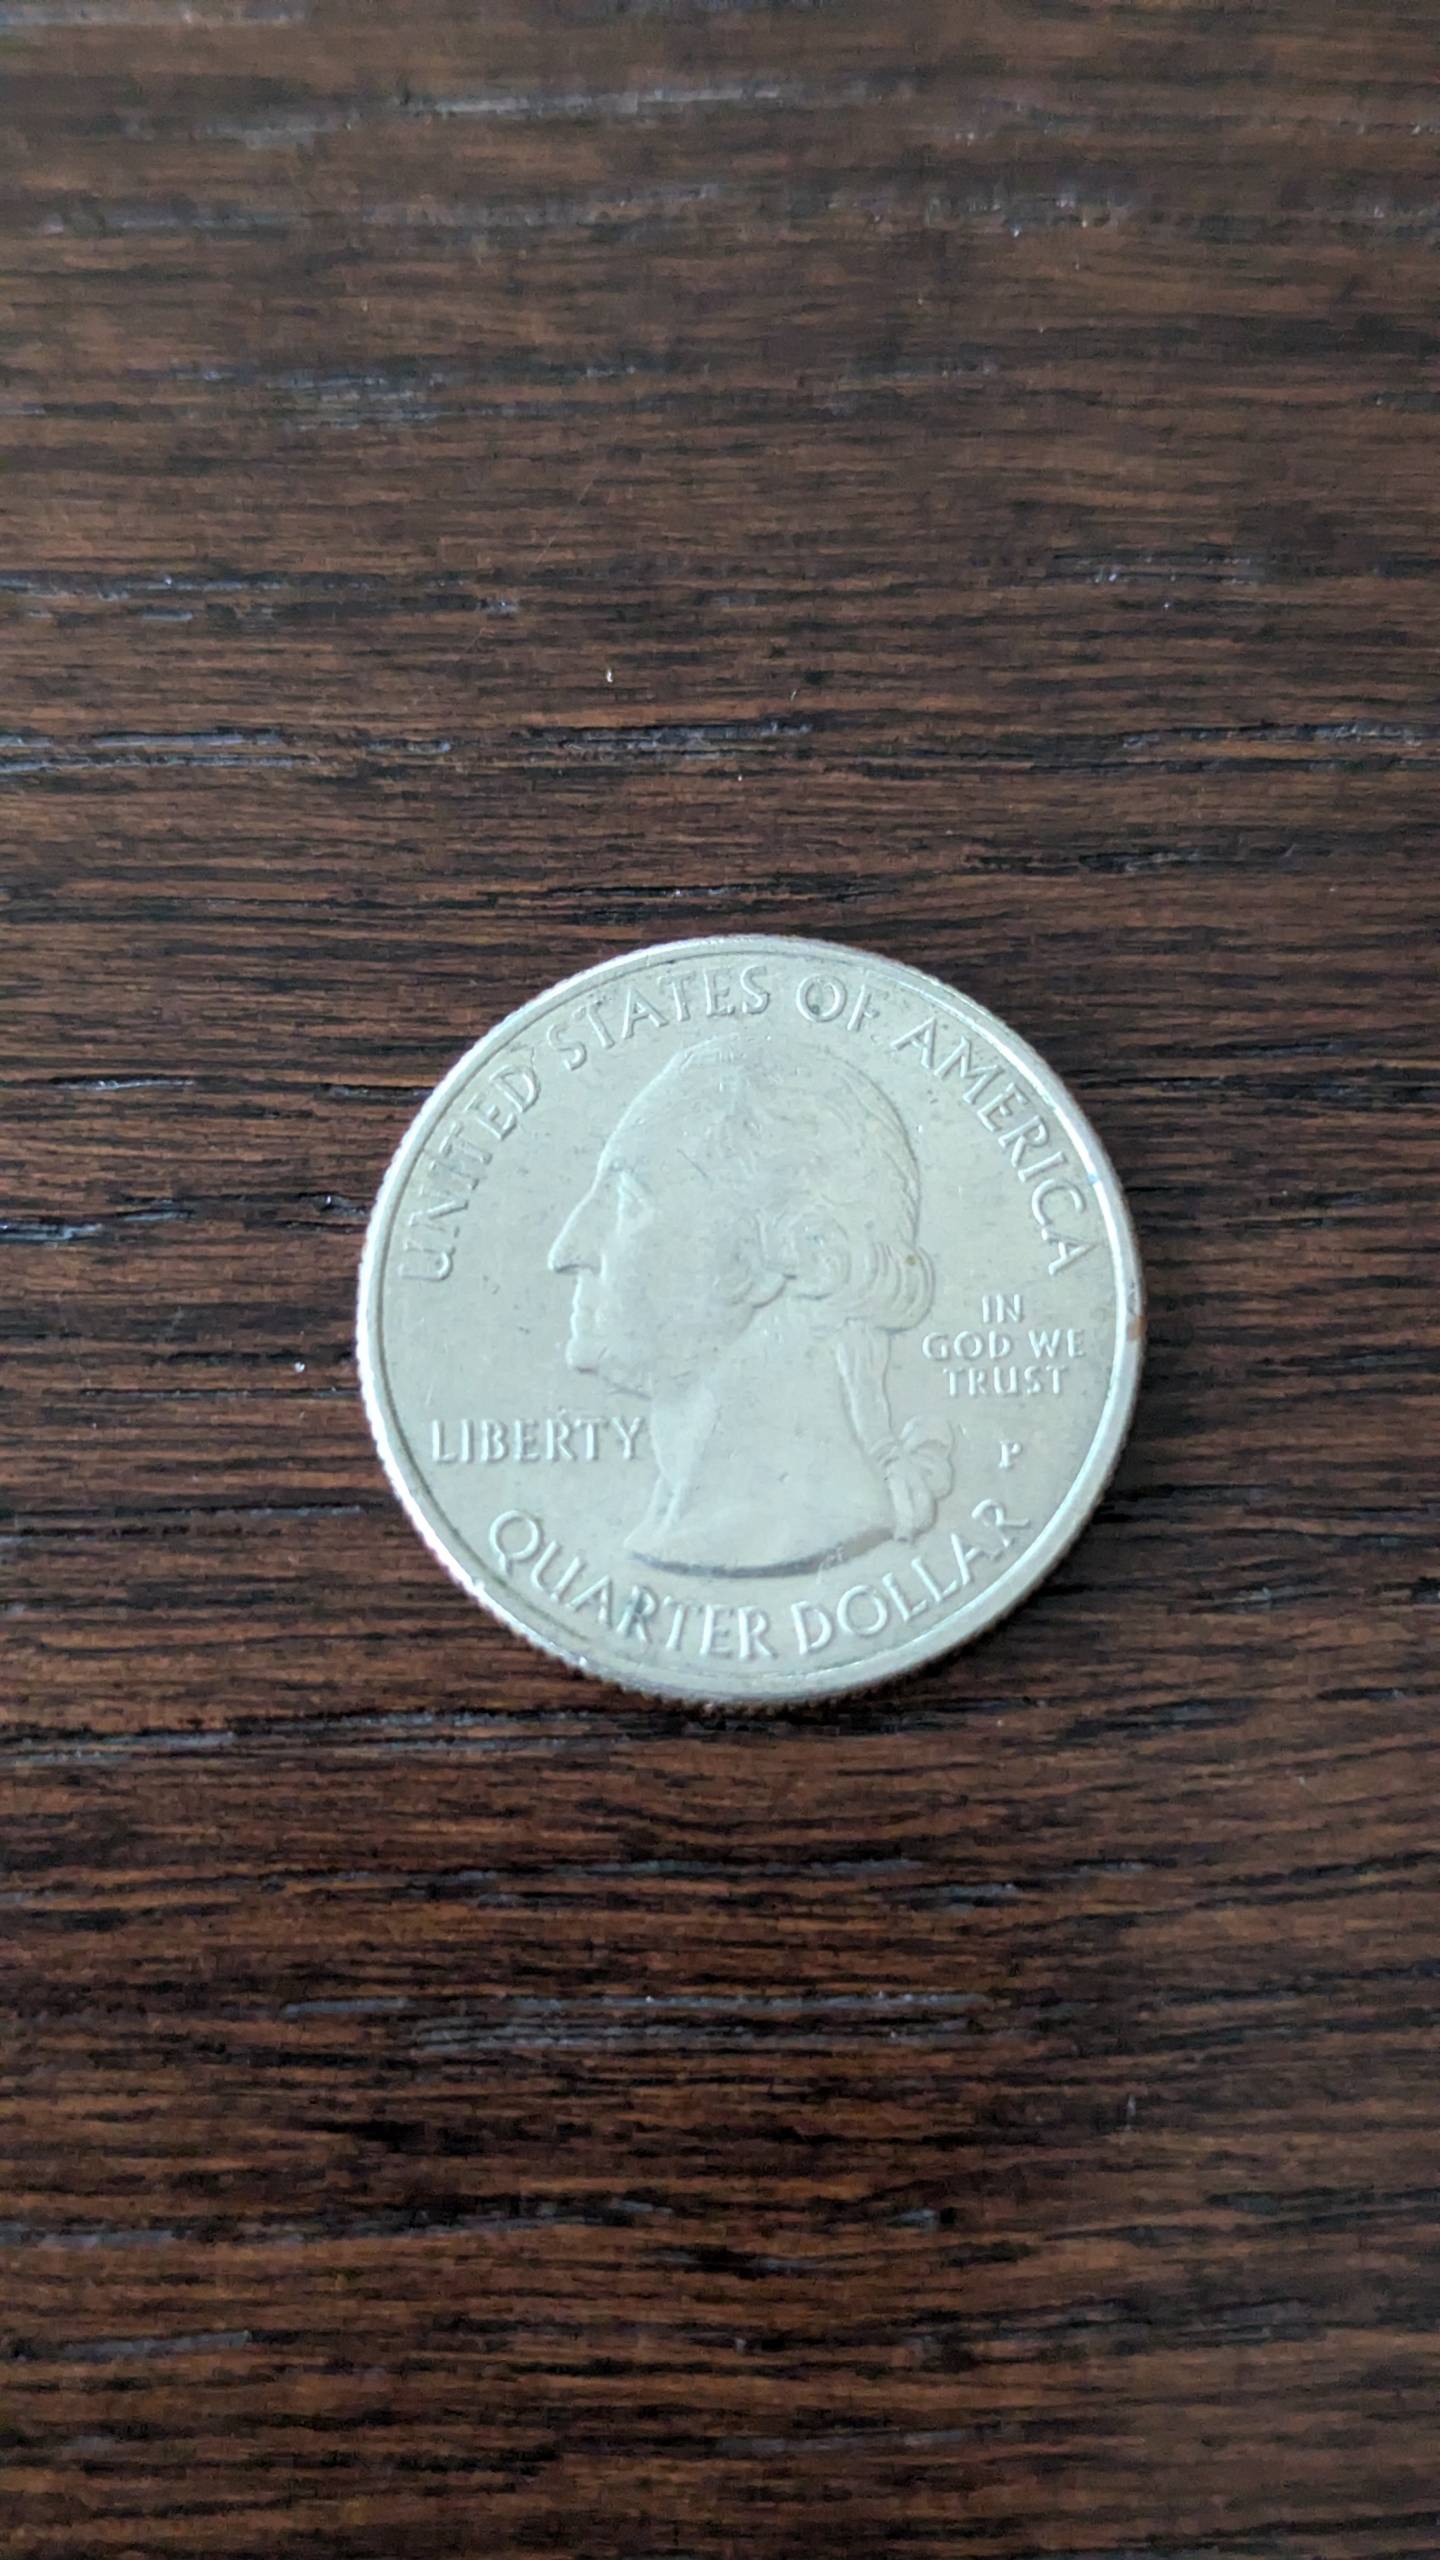 UNITED STATES OF AMERICA
IN
GOD WE
TRUST
LIBERTY
P
QUARTER DOLLAR